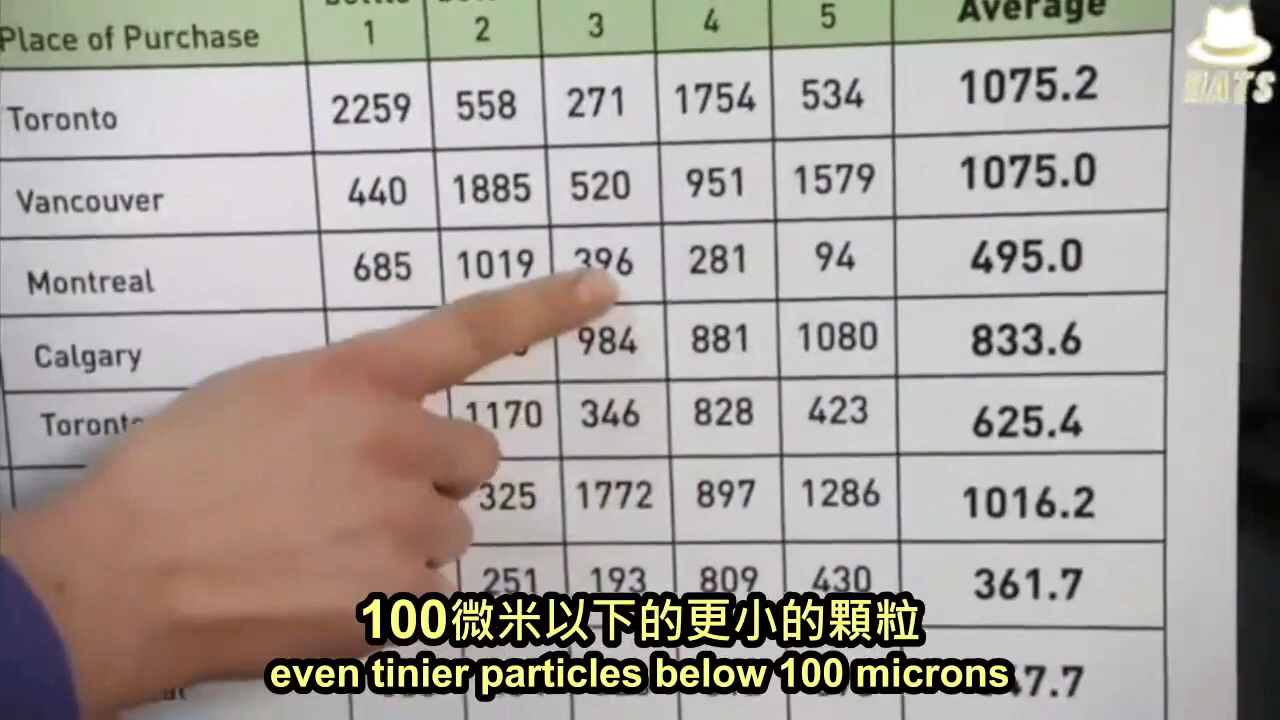 Place of Purchase 1 2 3 4 5 Average
HATS
Toronto 2259 558 271 1754 534 1075.2
Vancouver 440 1885 520 951 1579 1075.0
Montreal 685 1019 396 281 94 495.0
Calgary 984 881 1080 833.6
Toronto 1170 346 828 423 625.4
325 1772 897 1286 1016.2
251 193 809 430 361.7
100微米以下的更小的顆粒
even tinier particles below 100 microns